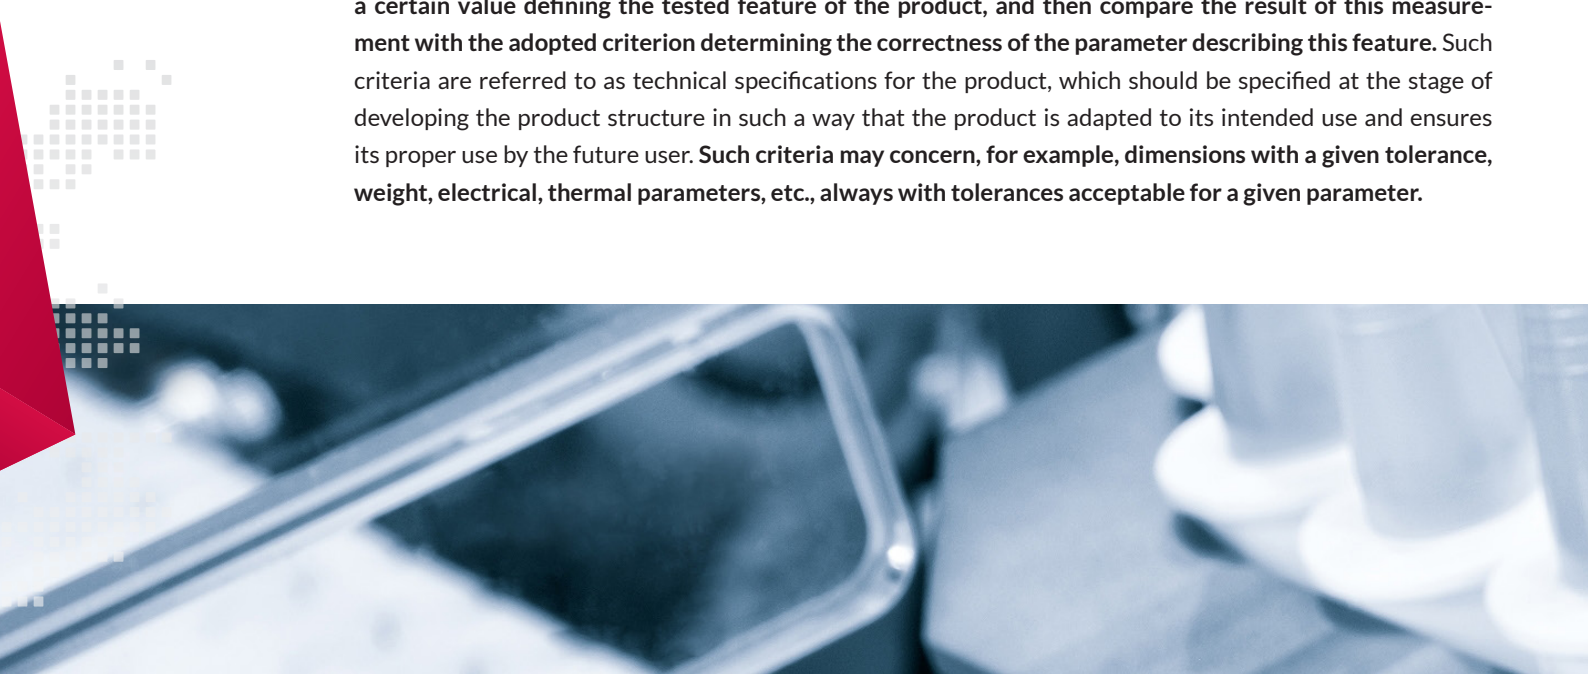 a certain value defining the tested feature of the product, and then compare the result of this measure-
ment with the adopted criterion determining the correctness of the parameter describing this feature. Such
criteria are referred to as technical specifications for the product, which should be specified at the stage of
developing the product structure in such a way that the product is adapted to its intended use and ensures
its proper use by the future user. Such criteria may concern, for example, dimensions with a given tolerance,
weight, electrical, thermal parameters, etc., always with tolerances acceptable for a given parameter.